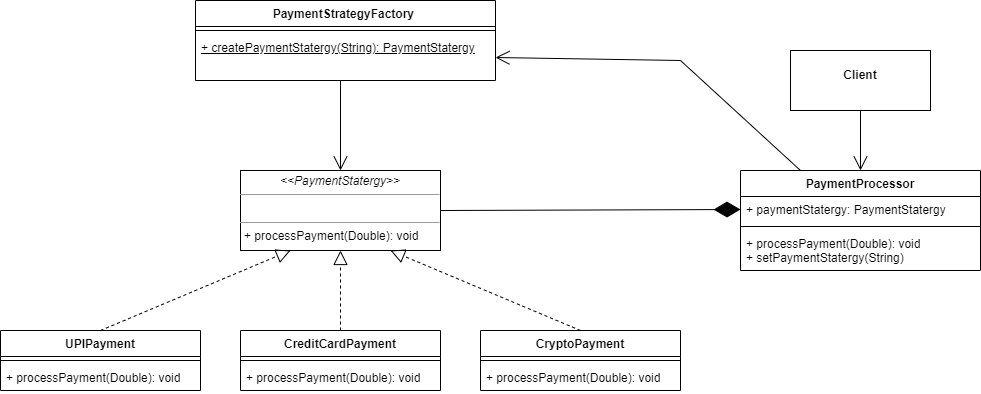 PaymentStrategyFactory
+ createPaymentStatergy(String): PaymentStatergy
Client
<<PaymentStatergy>>
+ processPayment(Double): void
PaymentProcessor
+ paymentStatergy: PaymentStatergy
+ processPayment(Double): void
+ setPaymentStatergy(String)
UPIPayment
+ processPayment(Double): void
CreditCardPayment
+ processPayment(Double): void
CryptoPayment
+ processPayment(Double): void